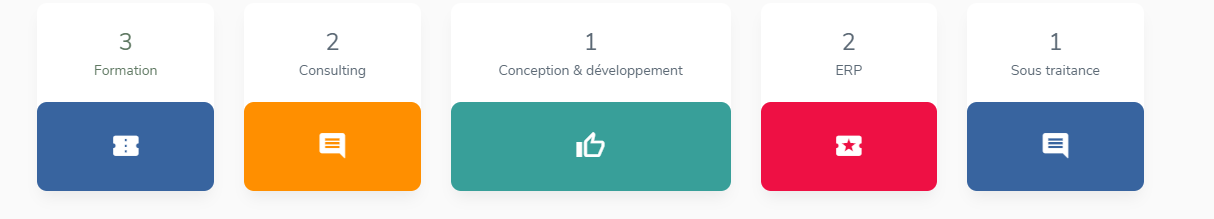 3
Formation
2
Consulting
1
Conception & développement
2
ERP
1
Sous traitance